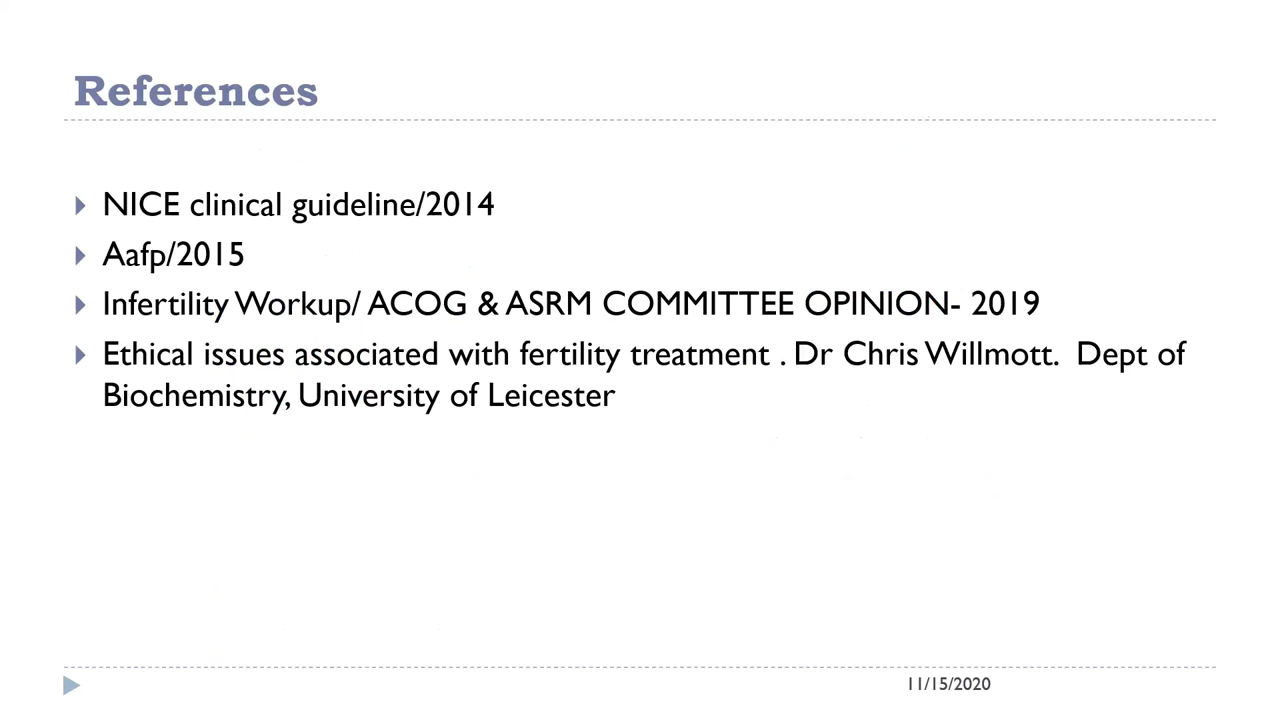 References
NICE clinical guideline/2014
Aafp/2015
Infertility Workup/ ACOG & ASRM COMMITTEE OPINION- 2019
Ethical issues associated with fertility treatment . Dr Chris Willmott.  Dept of
Biochemistry, University of Leicester
11/15/2020